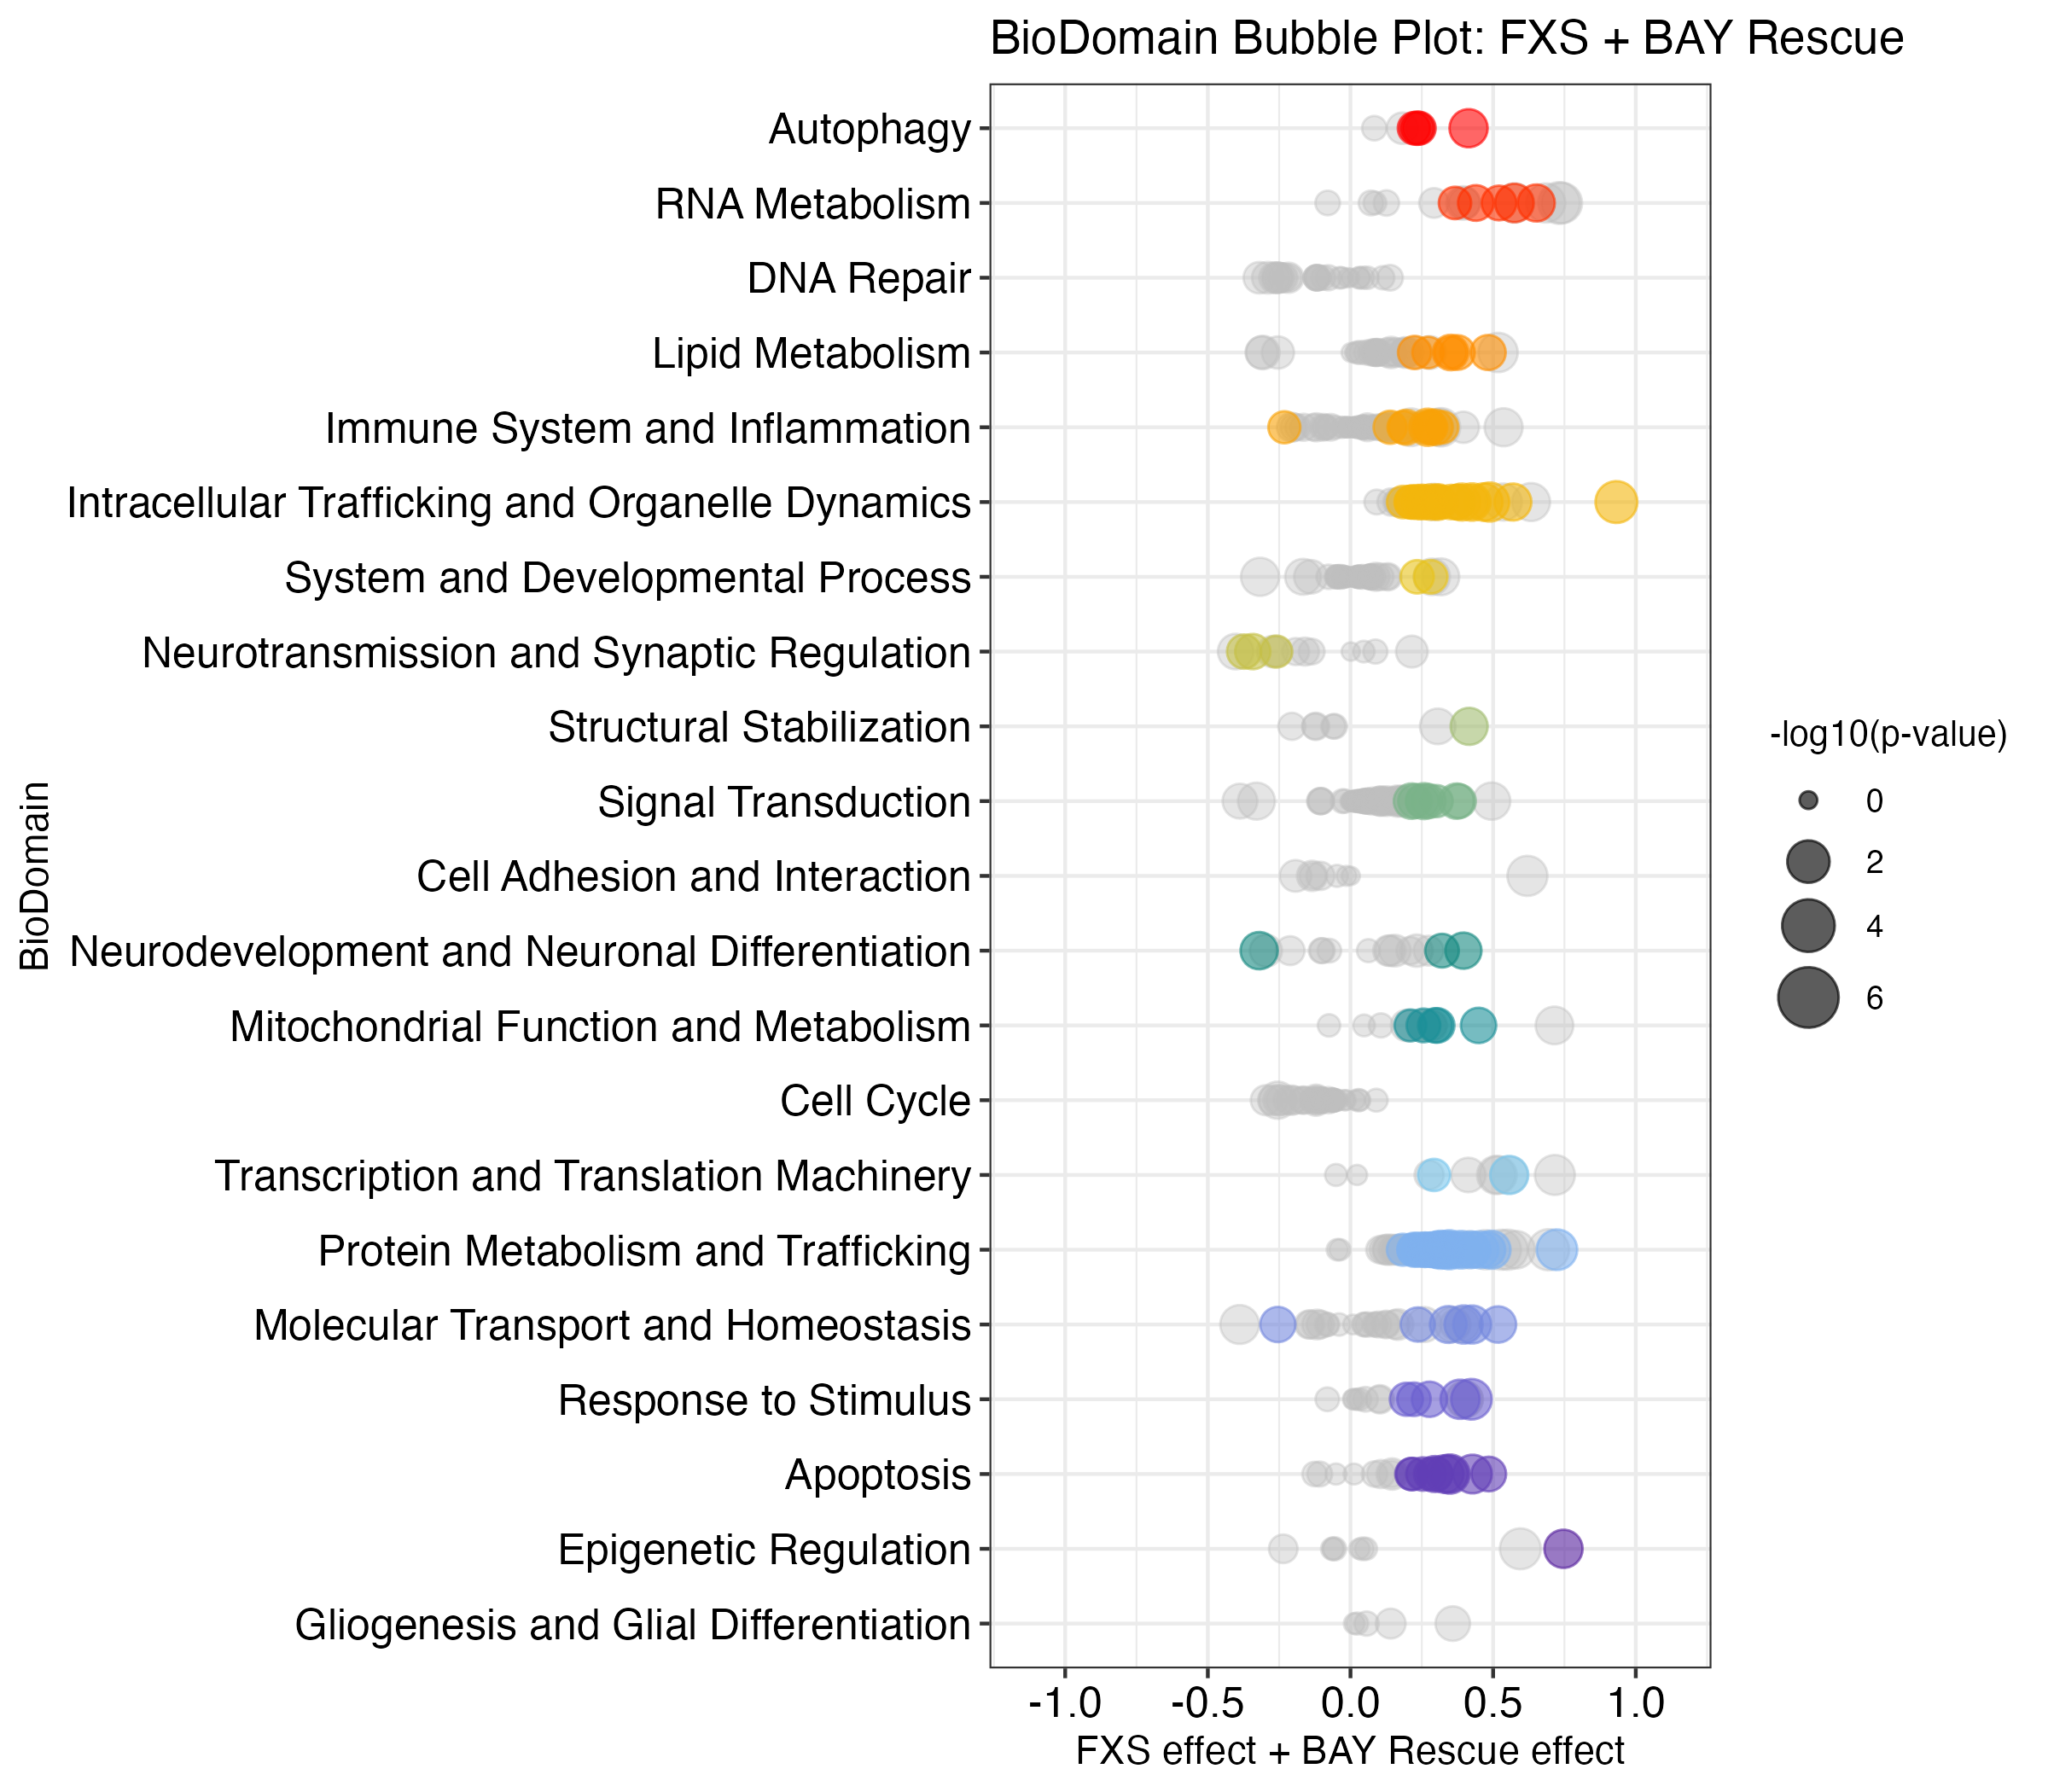 BioDomain Bubble Plot: FXS + BAY Rescue
Autophagy
RNA Metabolism
DNA Repair
Lipid Metabolism
Immune System and Inflammation
Intracellular Trafficking and Organelle Dynamics
System and Developmental Process
Neurotransmission and Synaptic Regulation
Structural Stabilization
Signal Transduction
Cell Adhesion and Interaction
Neurodevelopment and Neuronal Differentiation
Mitochondrial Function and Metabolism
Cell Cycle
Transcription and Translation Machinery
Protein Metabolism and Trafficking
Molecular Transport and Homeostasis
Response to Stimulus
Apoptosis
Epigenetic Regulation
Gliogenesis and Glial Differentiation
BioDomain
-1.0 -0.5 0.0 0.5 1.0
FXS effect + BAY Rescue effect
-log10(p-value)
0
2
4
6